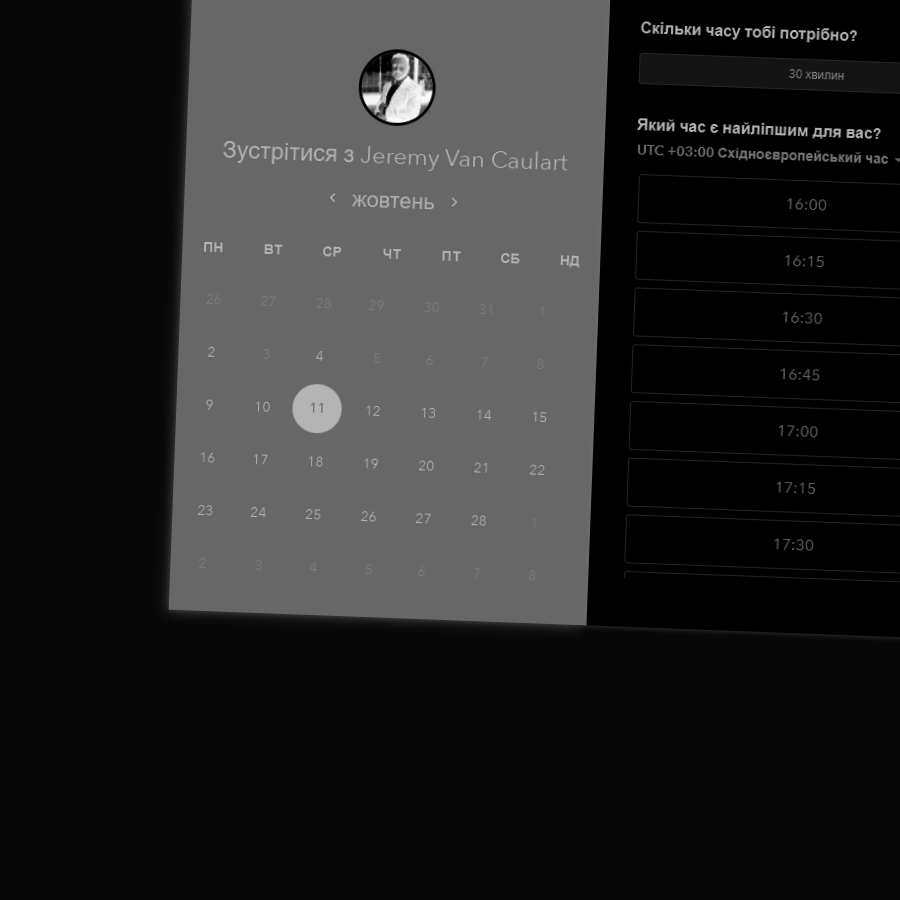 Зустрітися з Jeremy Van Caulart
жовтень
ПН ВТ СР ЧТ ПТ СБ НД
26 27 28 29 30 31 1
2 3 4 5 6 7 8
9 10 11 12 13 14 15
16 17 18 19 20 21 22
23 24 25 26 27 28 1
2 3 4 5 6 7 8
Скільки часу тобі потрібно?
30 хвилин
Який час є найліпшим для вас?
UTC +03:00 Східноєвропейський час
16:00
16:15
16:30
16:45
17:00
17:15
17:30